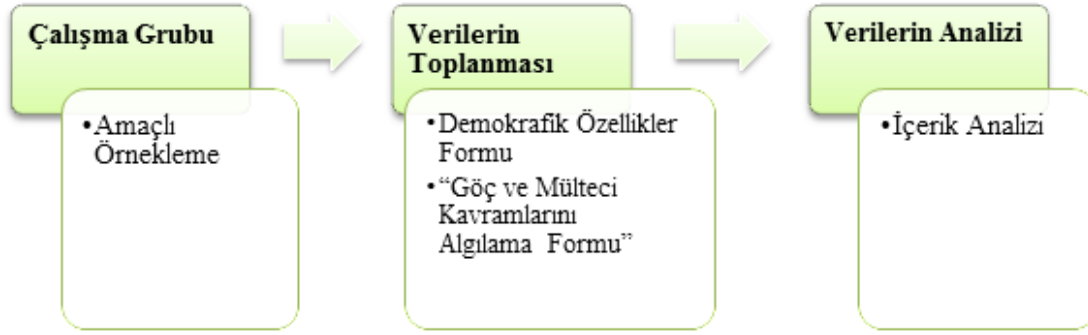 Çalışma Grubu
•Amaçlı
Örnekleme
Verilerin
Toplanması
•Demokrafik Özellikler
Formu
•“Göç ve Mülteci
Kavramlarını
Algılama Formu”
Verilerin Analizi
•İçerik Analizi